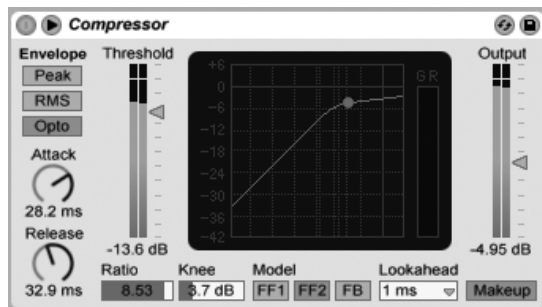 Compressor
Envelope
Peak
RMS
Opto
Attack
28.2 ms
Release
32.9 ms
Threshold
-13.6 dB
+6
0
-6
-12
-18
-24
-30
-36
-42
GR
Output
-4.95 dB
Ratio
8.53
Knee
3.7 dB
Model
FF1 FF2 FB
Lookahead
1 ms
Makeup